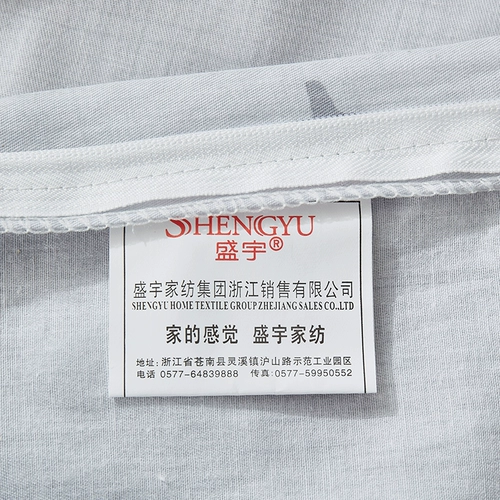 SHENGYU
盛宇®
盛宇家纺集团浙江销售有限公司
SHENGYU HOME TEXTILE GROUP ZHEJIANG SALES CO.,LTD
家的感觉 盛宇家纺
地址:浙江省苍南县灵溪镇沪山路示范工业园区
电话 0577-64839888 传真:0577-59950552